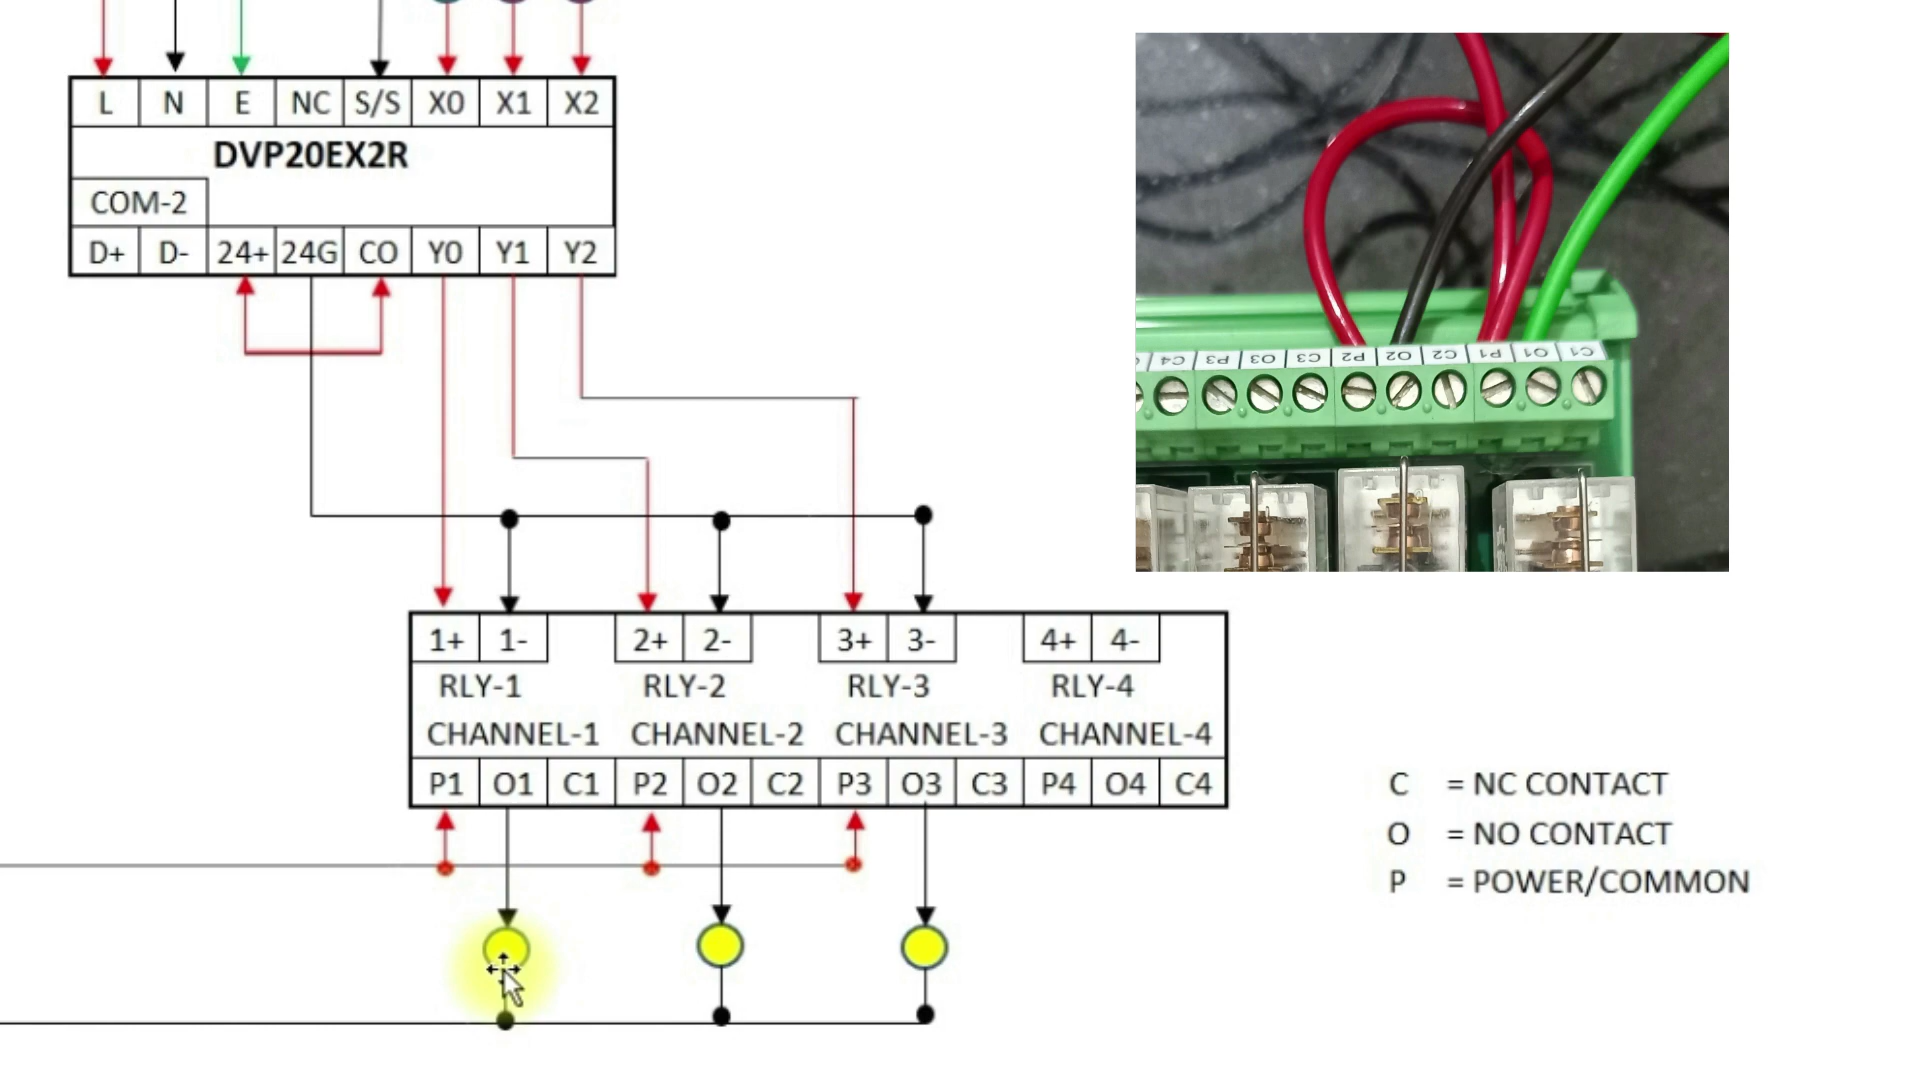 L N E NC S/S X0 X1 X2
DVP20EX2R
COM-2
D+ D- 24+ 24G CO Y0 Y1 Y2
C4 P3 O3 C3 P2 O2 C2 P1 O1 C1
1+ 1- 2+ 2- 3+ 3- 4+ 4-
RLY-1 RLY-2 RLY-3 RLY-4
CHANNEL-1 CHANNEL-2 CHANNEL-3 CHANNEL-4
P1 O1 C1 P2 O2 C2 P3 O3 C3 P4 O4 C4
C = NC CONTACT
O = NO CONTACT
P = POWER/COMMON